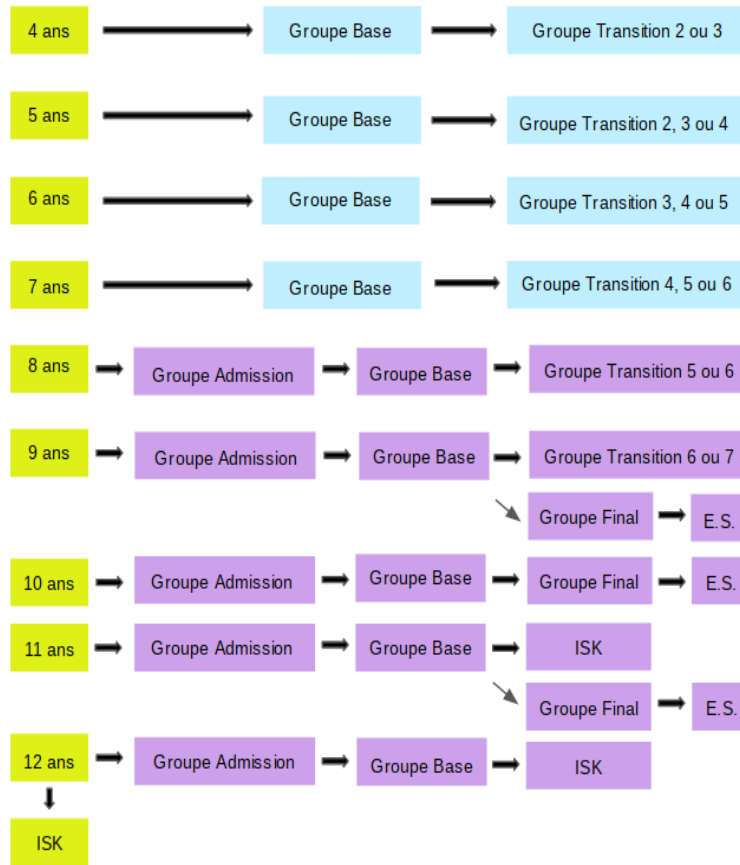 4 ans Groupe Base Groupe Transition 2 ou 3
5 ans Groupe Base Groupe Transition 2, 3 ou 4
6 ans Groupe Base Groupe Transition 3, 4 ou 5
7 ans Groupe Base Groupe Transition 4, 5 ou 6
8 ans Groupe Admission Groupe Base Groupe Transition 5 ou 6
9 ans Groupe Admission Groupe Base Groupe Transition 6 ou 7
Groupe Final E.S.
10 ans Groupe Admission Groupe Base Groupe Final E.S.
11 ans Groupe Admission Groupe Base ISK
Groupe Final E.S.
12 ans Groupe Admission Groupe Base ISK
ISK